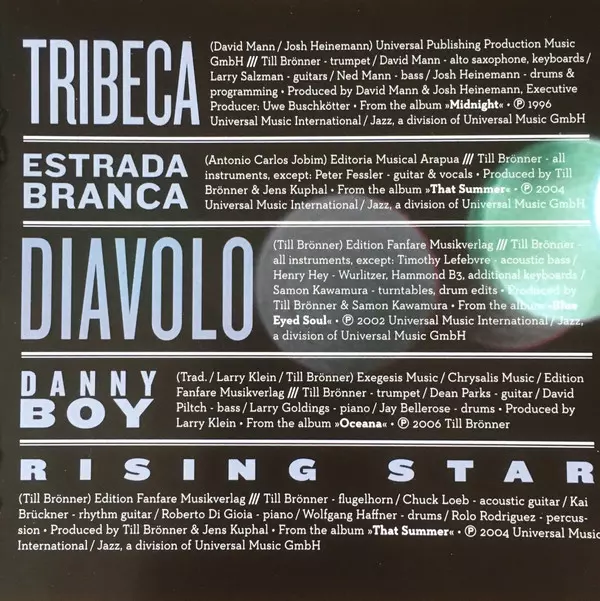 TRIBECA
(David Mann / Josh Heinemann) Universal Publishing Production Music
GmbH /// Till Brönner - trumpet / David Mann - alto saxophone, keyboards /
Larry Salzman - guitars / Ned Mann - bass / Josh Heinemann - drums &
programming • Produced by David Mann & Josh Heinemann, Executive
Producer: Uwe Buschkötter • From the album »Midnight« • ℗ 1996
Universal Music International / Jazz, a division of Universal Music GmbH
ESTRADA
BRANCA
(Antonio Carlos Jobim) Editoria Musical Arapua /// Till Brönner - all
instruments, except: Peter Fessler - guitar & vocals • Produced by Till
Brönner & Jens Kuphal • From the album »That Summer« • ℗ 2004
Universal Music International / Jazz, a division of Universal Music GmbH
DIAVOLO
(Till Brönner) Edition Fanfare Musikverlag /// Till Brönner -
all instruments, except: Timothy Lefebvre - acoustic bass /
Henry Hey - Wurlitzer, Hammond B3, additional keyboards /
Samon Kawamura - turntables, drum edits • Produced by
Till Brönner & Samon Kawamura • From the album »Blue
Eyed Soul« • ℗ 2002 Universal Music International / Jazz,
a division of Universal Music GmbH
DANNY
BOY
(Trad. / Larry Klein / Till Brönner) Exegesis Music / Chrysalis Music / Edition
Fanfare Musikverlag /// Till Brönner - trumpet / Dean Parks - guitar / David
Piltch - bass / Larry Goldings - piano / Jay Bellerose - drums • Produced by
Larry Klein • From the album »Oceana« • ℗ 2006 Till Brönner
RISING STAR
(Till Brönner) Edition Fanfare Musikverlag /// Till Brönner - flugelhorn / Chuck Loeb - acoustic guitar / Kai
Brückner - rhythm guitar / Roberto Di Gioia - piano / Wolfgang Haffner - drums / Rolo Rodriguez - percus-
sion • Produced by Till Brönner & Jens Kuphal • From the album »That Summer« • ℗ 2004 Universal Music
International / Jazz, a division of Universal Music GmbH